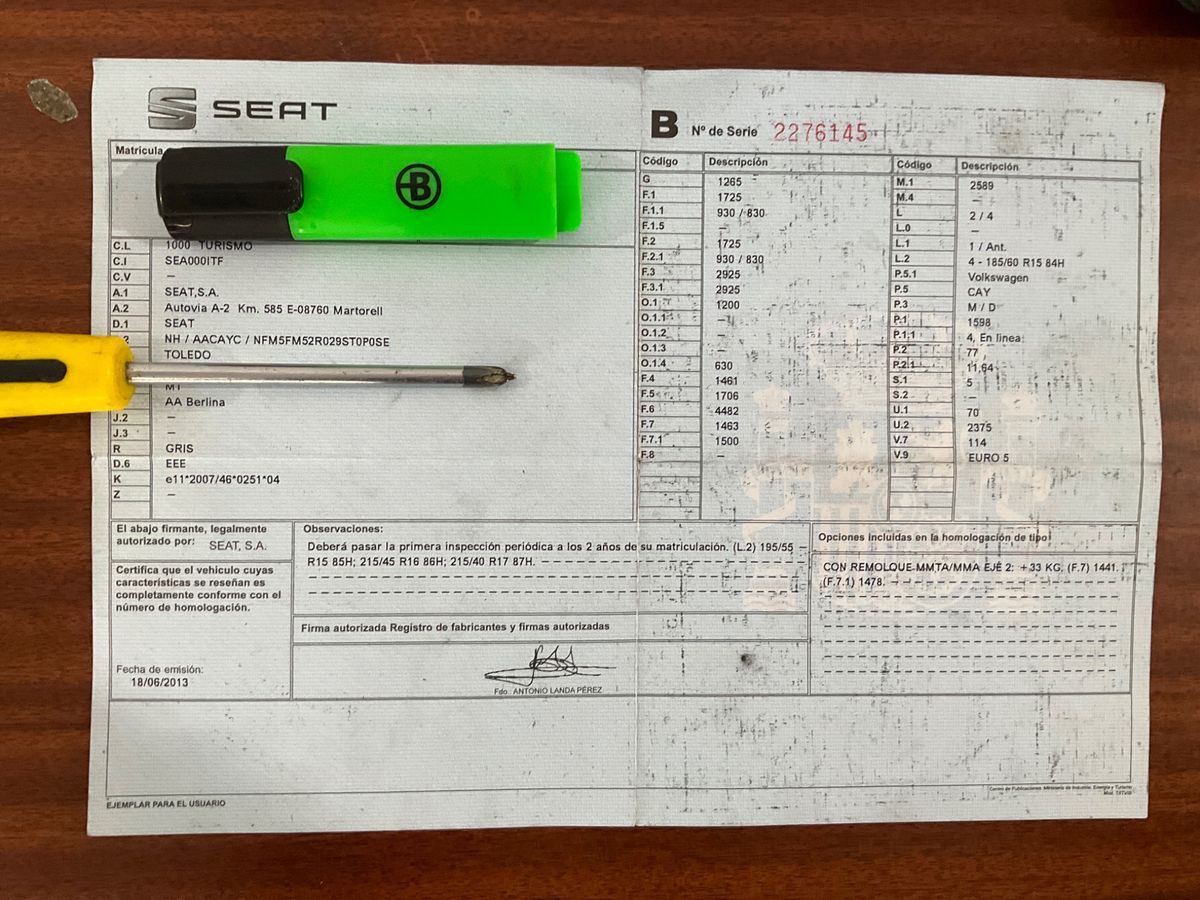 SEAT
B Nº de Serie 2276145
Matrícula
B
C.L 1000 TURISMO
C.I SEA000ITF
C.V –
A.1 SEAT,S.A.
A.2 Autovia A-2 Km. 585 E-08760 Martorell
D.1 SEAT
NH / AACAYC / NFM5FM52R029ST0P0SE
TOLEDO
M1
AA Berlina
J.2 –
J.3 –
R GRIS
D.6 EEE
K e11*2007/46*0251*04
Z –
Código Descripción
G 1265
F.1 1725
F.1.1 930 / 830
F.1.5 –
F.2 1725
F.2.1 930 / 830
F.3 2925
F.3.1 2925
O.1 1200
O.1.1 –
O.1.2 –
O.1.3 –
O.1.4 630
F.4 1461
F.5 1706
F.6 4482
F.7 1463
F.7.1 1500
F.8 –
Código Descripción
M.1 2589
M.4 –
L 2 / 4
L.0 –
L.1 1 / Ant.
L.2 4 - 185/60 R15 84H
P.5.1 Volkswagen
P.5 CAY
P.3 M / D
P.1 1598
P.1.1 4, En linea
P.2 77
P.2.1 11,64
S.1 5
S.2 –
U.1 70
U.2 2375
V.7 114
V.9 EURO 5
El abajo firmante, legalmente
autorizado por: SEAT, S.A.
Certifica que el vehículo cuyas
características se reseñan es
completamente conforme con el
número de homologación.
Fecha de emisión:
18/06/2013
Observaciones:
Deberá pasar la primera inspección periódica a los 2 años de su matriculación. (L.2) 195/55 –
R15 85H; 215/45 R16 86H; 215/40 R17 87H.
Firma autorizada Registro de fabricantes y firmas autorizadas
Fdo. ANTONIO LANDA PÉREZ
Opciones incluidas en la homologación de tipo
CON REMOLQUE MMTA/MMA EJE 2: +33 KG. (F.7) 1441.
(F.7.1) 1478.
EJEMPLAR PARA EL USUARIO
Centro de Publicaciones. Ministerio de Industria, Energía y Turismo